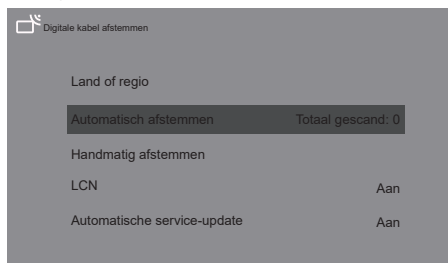 Digitale kabel afstemmen
Land of regio
Automatisch afstemmen Totaal gescand: 0
Handmatig afstemmen
LCN Aan
Automatische service-update Aan